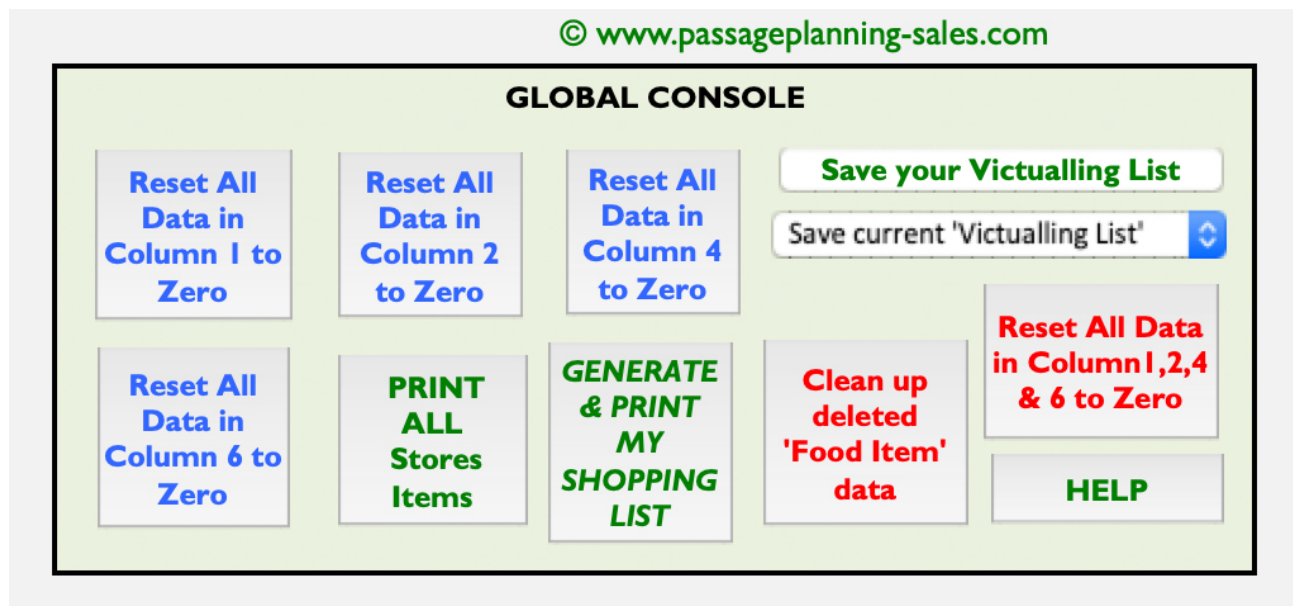 © www.passageplanning-sales.com
GLOBAL CONSOLE
Reset All
Data in
Column 1 to
Zero
Reset All
Data in
Column 2
to Zero
Reset All
Data in
Column 4
to Zero
Save your Victualling List
Save current 'Victualling List'
Reset All Data
in Column1,2,4
& 6 to Zero
Reset All
Data in
Column 6 to
Zero
PRINT
ALL
Stores
Items
GENERATE
& PRINT
MY
SHOPPING
LIST
Clean up
deleted
'Food Item'
data
HELP